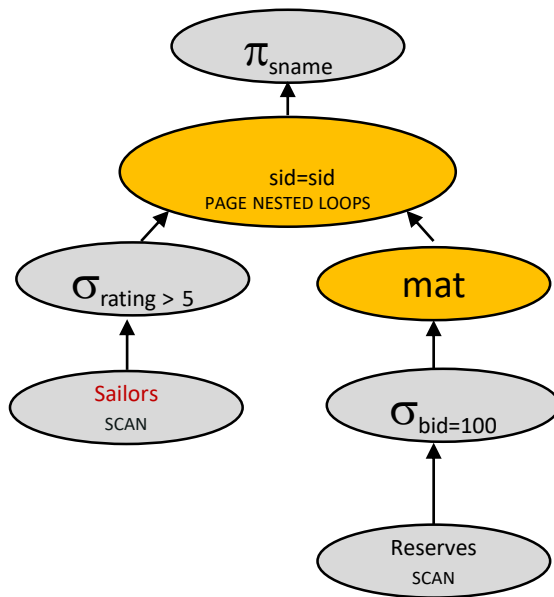 πsname
sid=sid
PAGE NESTED LOOPS
σrating > 5
mat
Sailors
SCAN
σbid=100
Reserves
SCAN